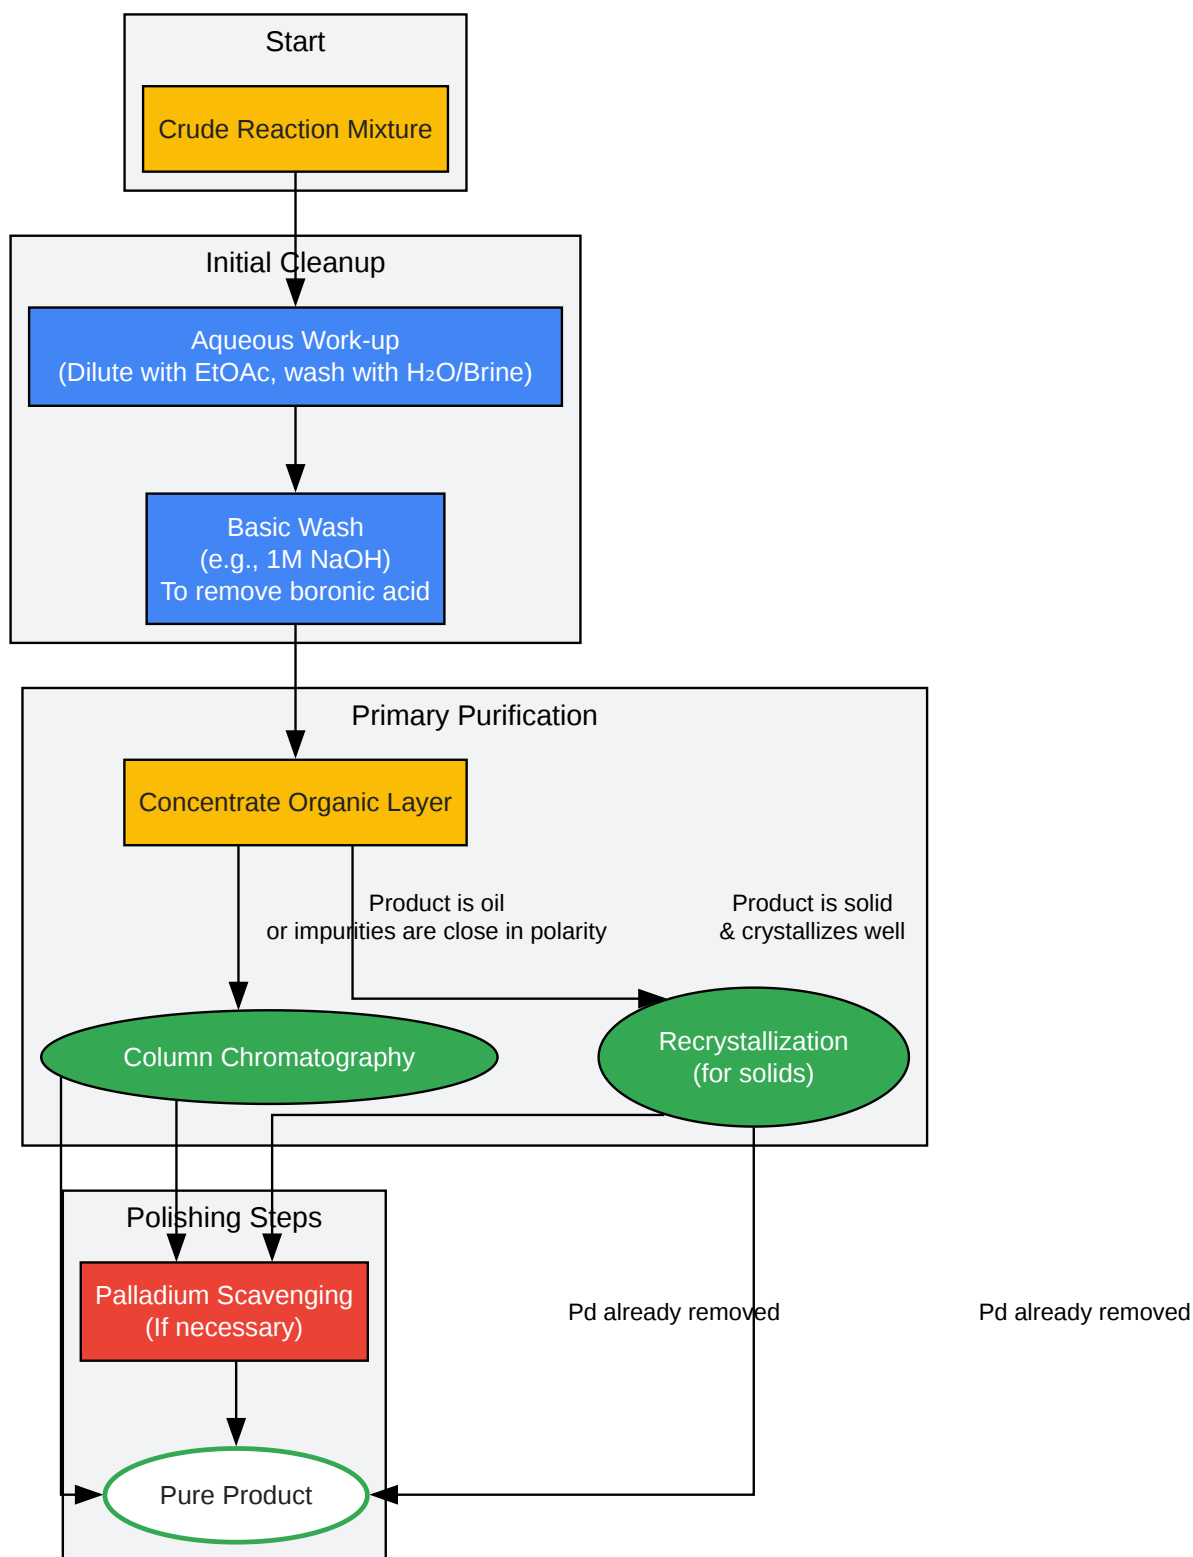 Start
Crude Reaction Mixture
Initial Cleanup
Aqueous Work-up
(Dilute with EtOAc, wash with H₂O/Brine)
Basic Wash
(e.g., 1M NaOH)
To remove boronic acid
Primary Purification
Concentrate Organic Layer
Product is oil
or impurities are close in polarity
Product is solid
& crystallizes well
Column Chromatography
Recrystallization
(for solids)
Polishing Steps
Palladium Scavenging
(If necessary)
Pd already removed
Pd already removed
Pure Product